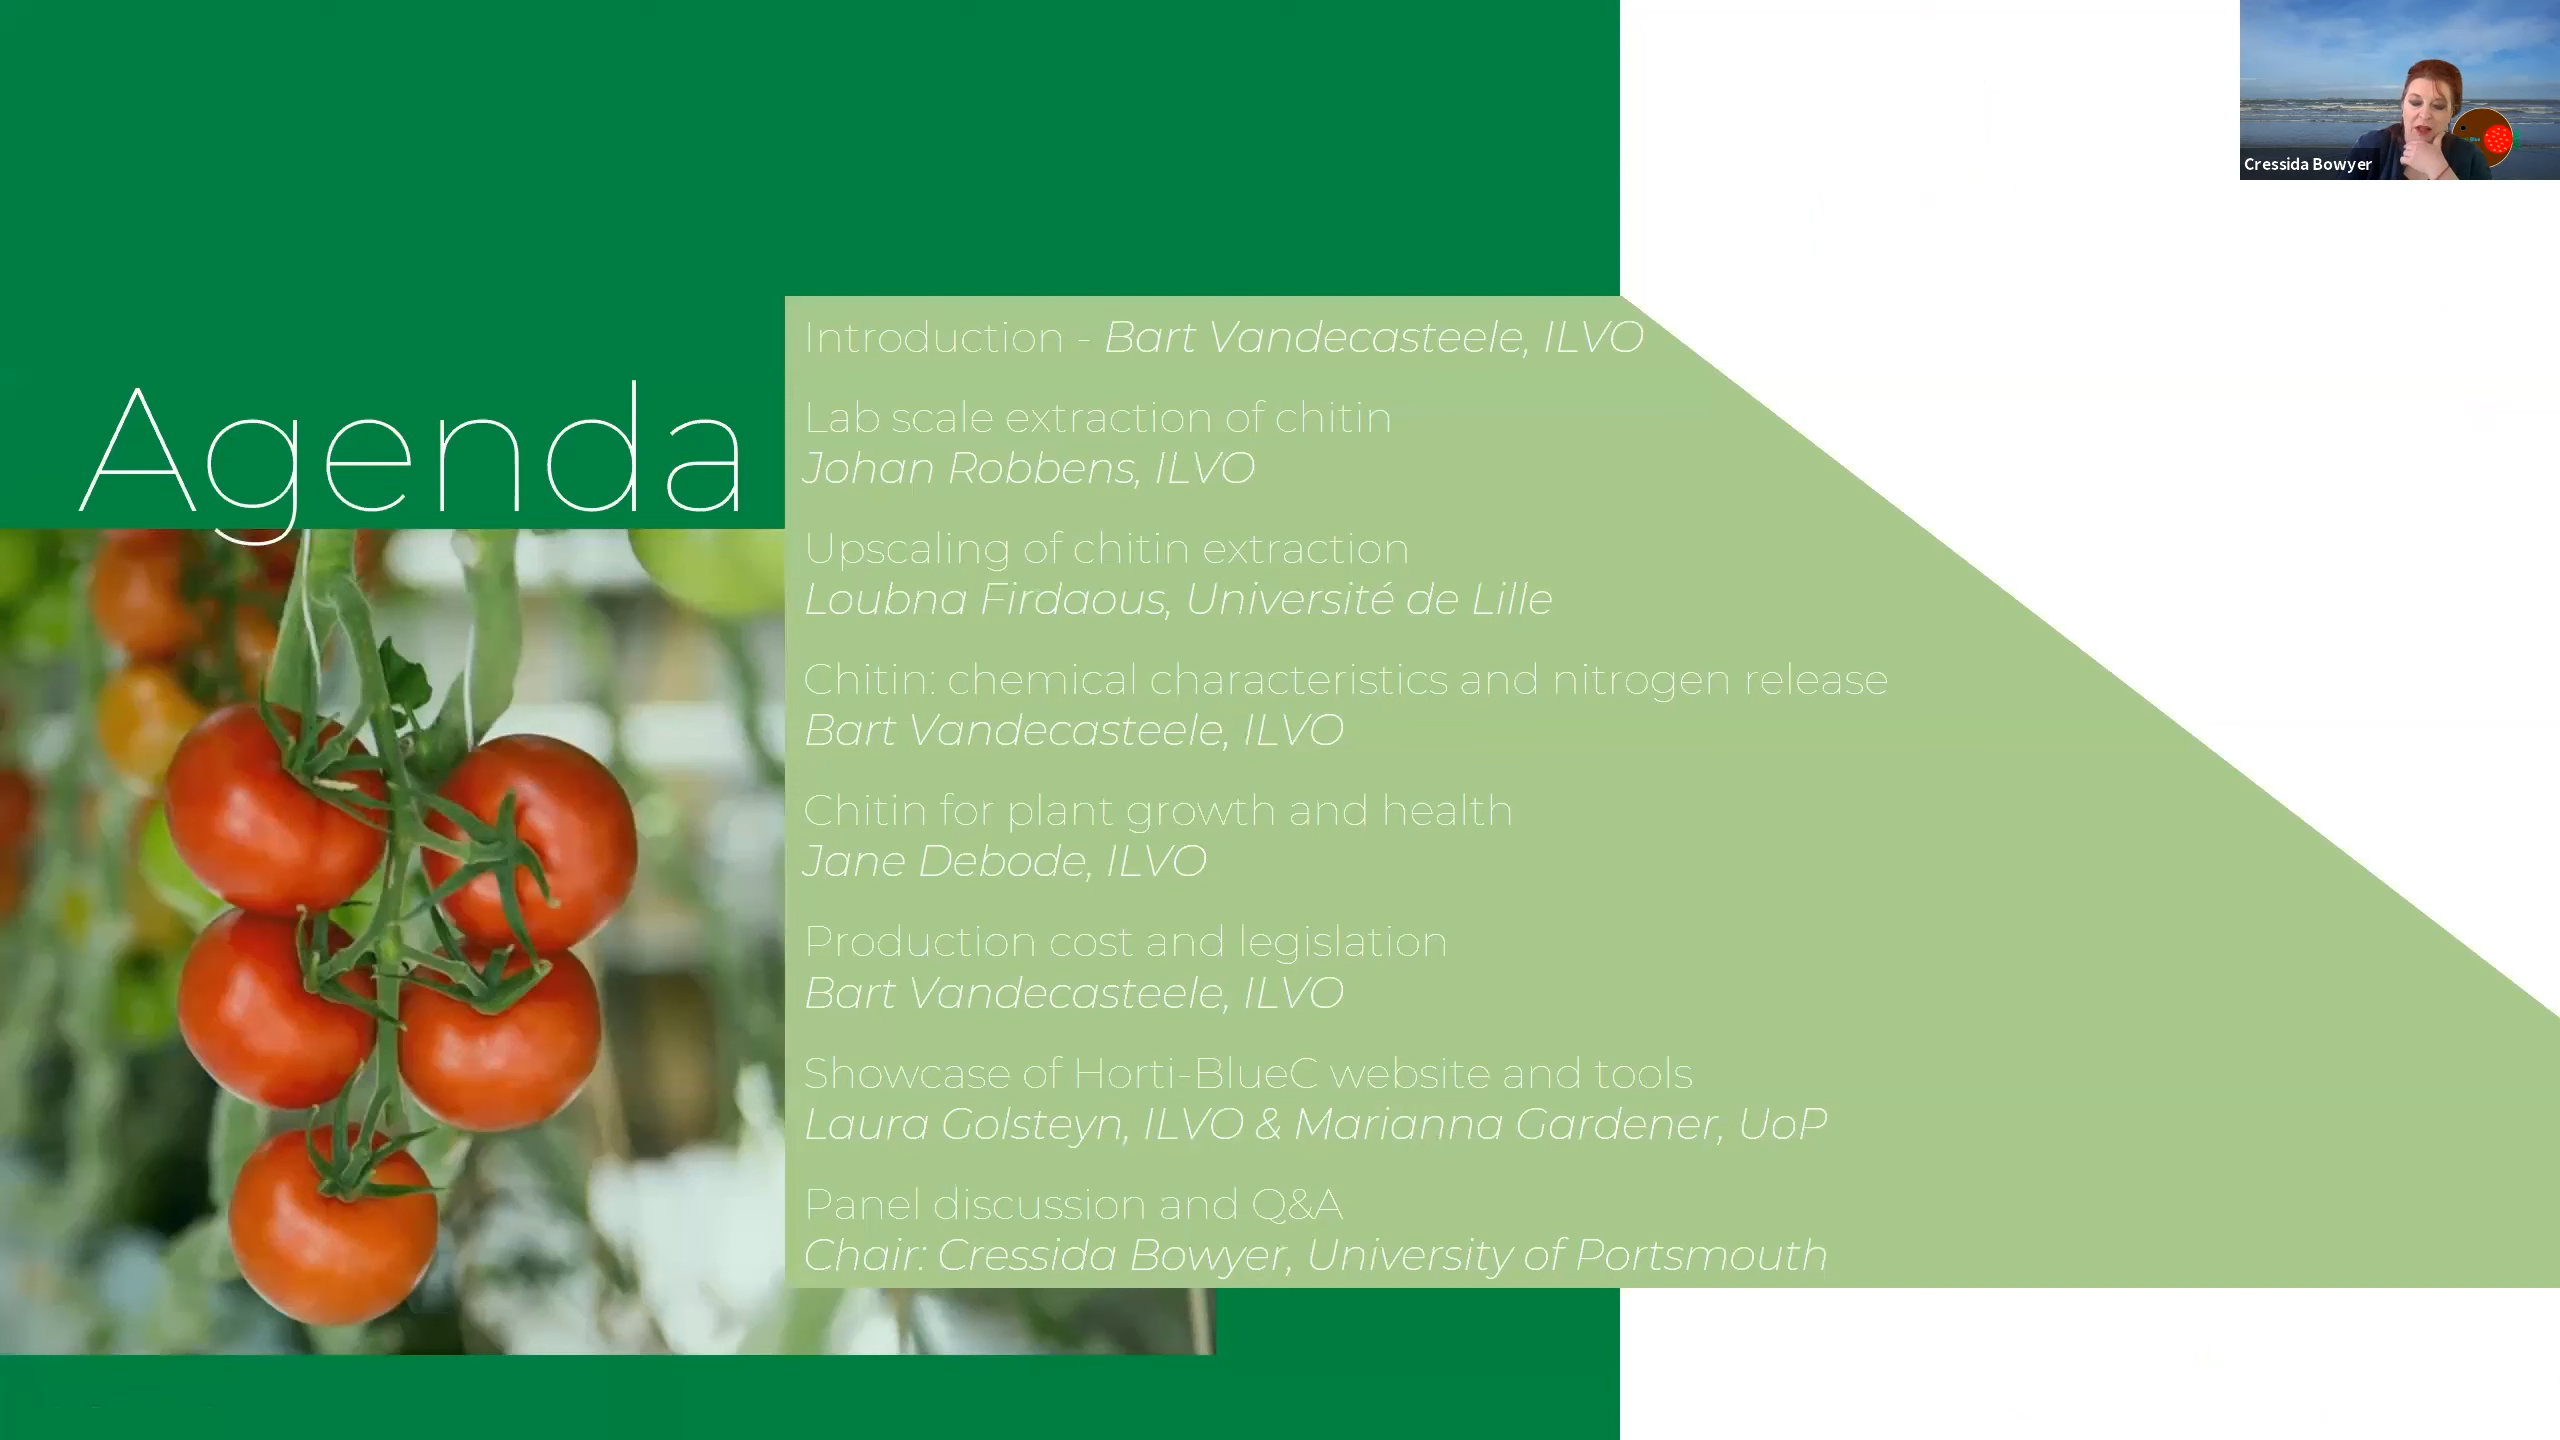 Cressida Bowyer
Agenda
Introduction - Bart Vandecasteele, ILVO
Lab scale extraction of chitin
Johan Robbens, ILVO
Upscaling of chitin extraction
Loubna Firdaous, Université de Lille
Chitin: chemical characteristics and nitrogen release
Bart Vandecasteele, ILVO
Chitin for plant growth and health
Jane Debode, ILVO
Production cost and legislation
Bart Vandecasteele, ILVO
Showcase of Horti-BlueC website and tools
Laura Golsteyn, ILVO & Marianna Gardener, UoP
Panel discussion and Q&A
Chair: Cressida Bowyer, University of Portsmouth